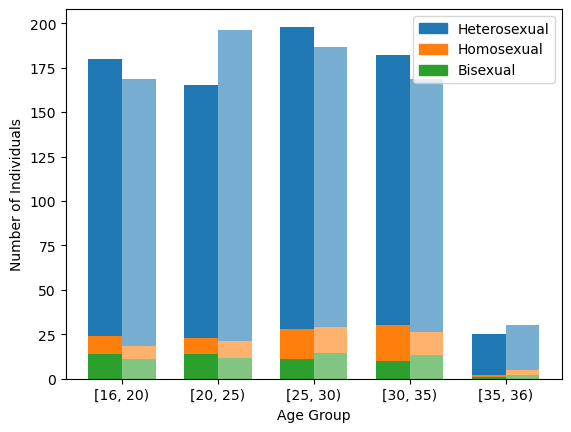 200
175
150
125
100
75
50
25
0
Number of Individuals
[16, 20)
[20, 25)
[25, 30)
[30, 35)
[35, 36)
Age Group
Heterosexual
Homosexual
Bisexual